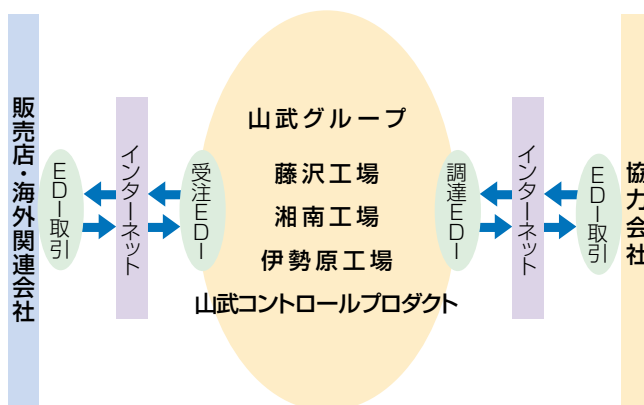 販売店・海外関連会社
EDI取引
インターネット
受注EDI
山武グループ
藤沢工場
湘南工場
伊勢原工場
山武コントロールプロダクト
調達EDI
インターネット
EDI取引
協力会社